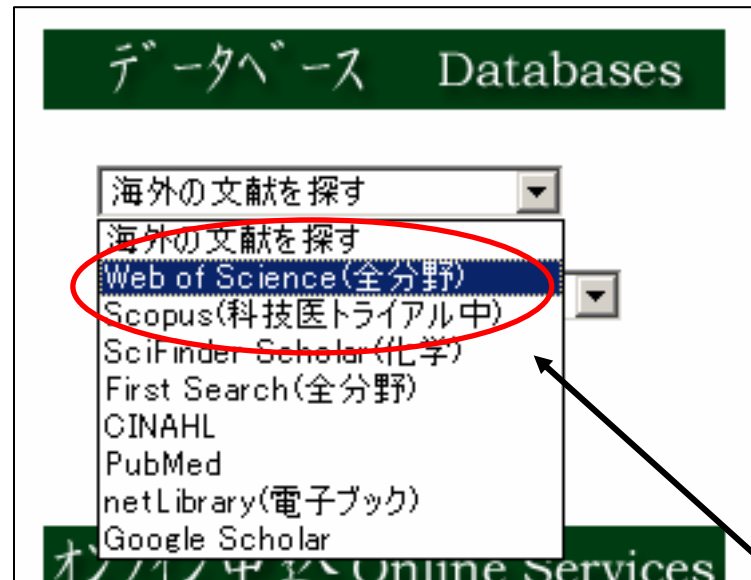 データベース Databases
海外の文献を探す
海外の文献を探す
Web of Science(全分野)
Scopus(科技医トライアル中)
SciFinder Scholar(化学)
First Search(全分野)
CINAHL
PubMed
netLibrary(電子ブック)
Google Scholar
Online Services